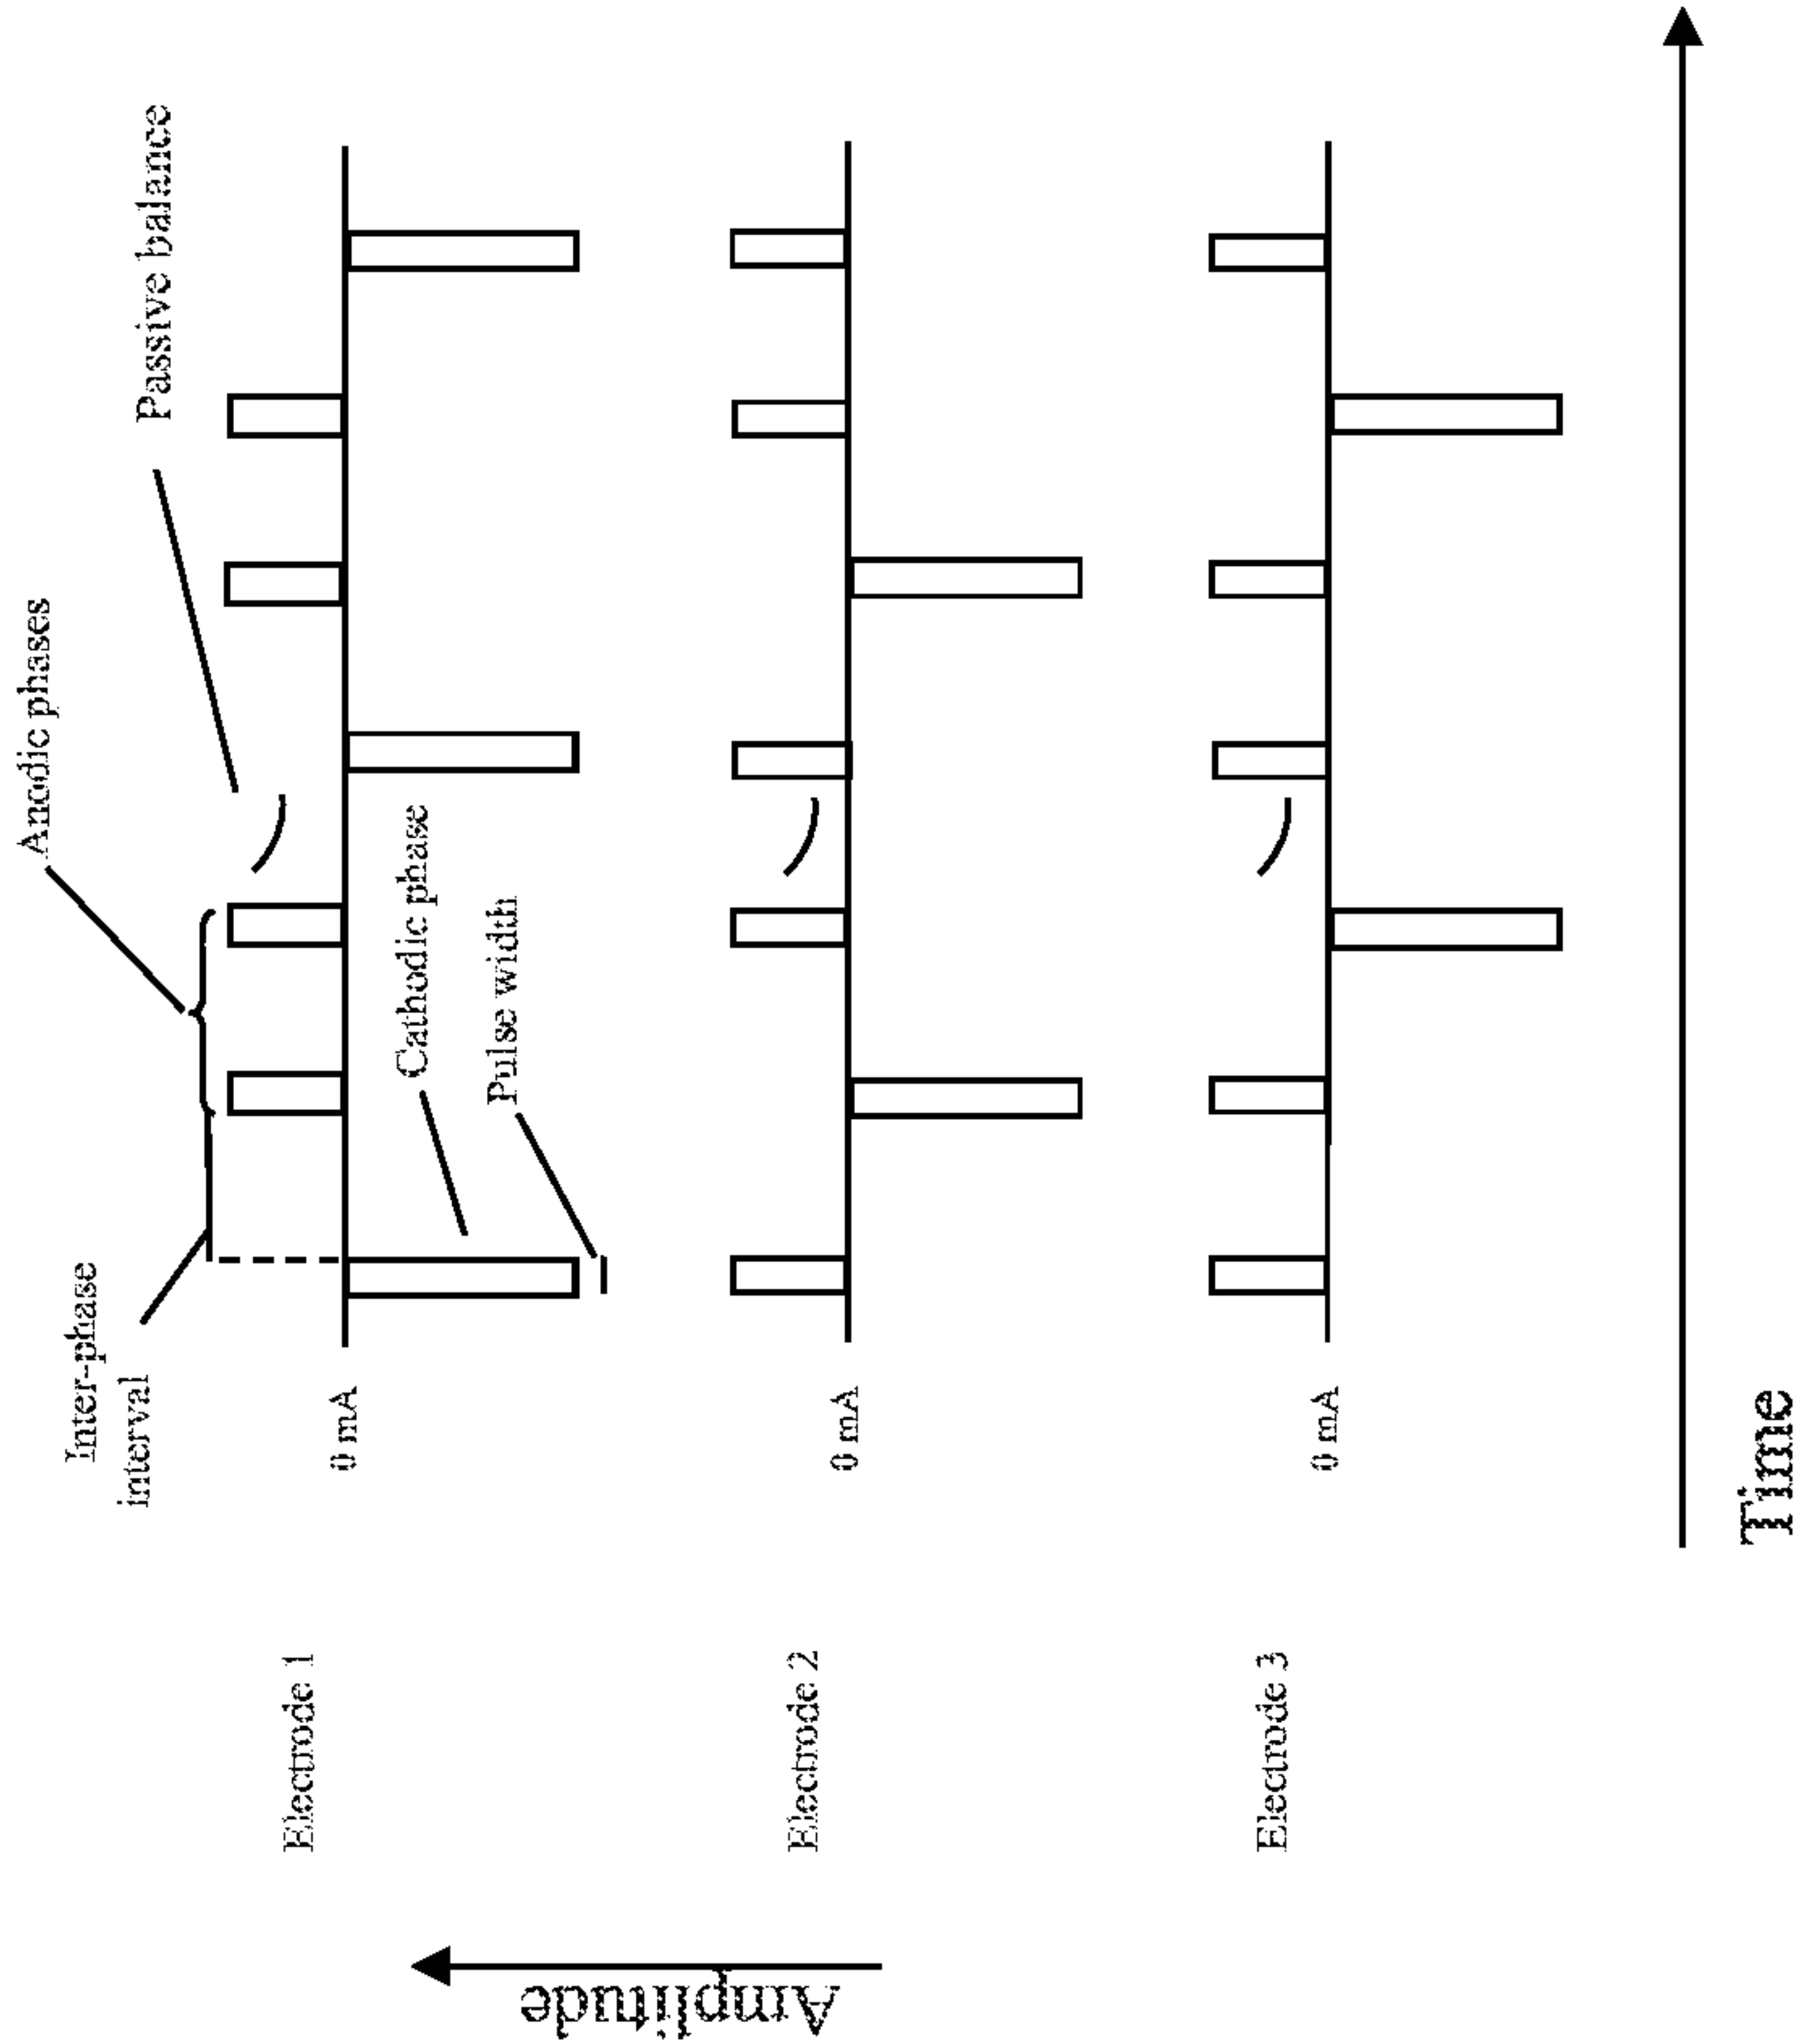 Anodic phases
Inter-phase
interval
Passive balance
0 mA
Electrode 1
Cathodic phase
Pulse width
0 mA
Electrode 2
0 mA
Electrode 3
Amplitude
Time